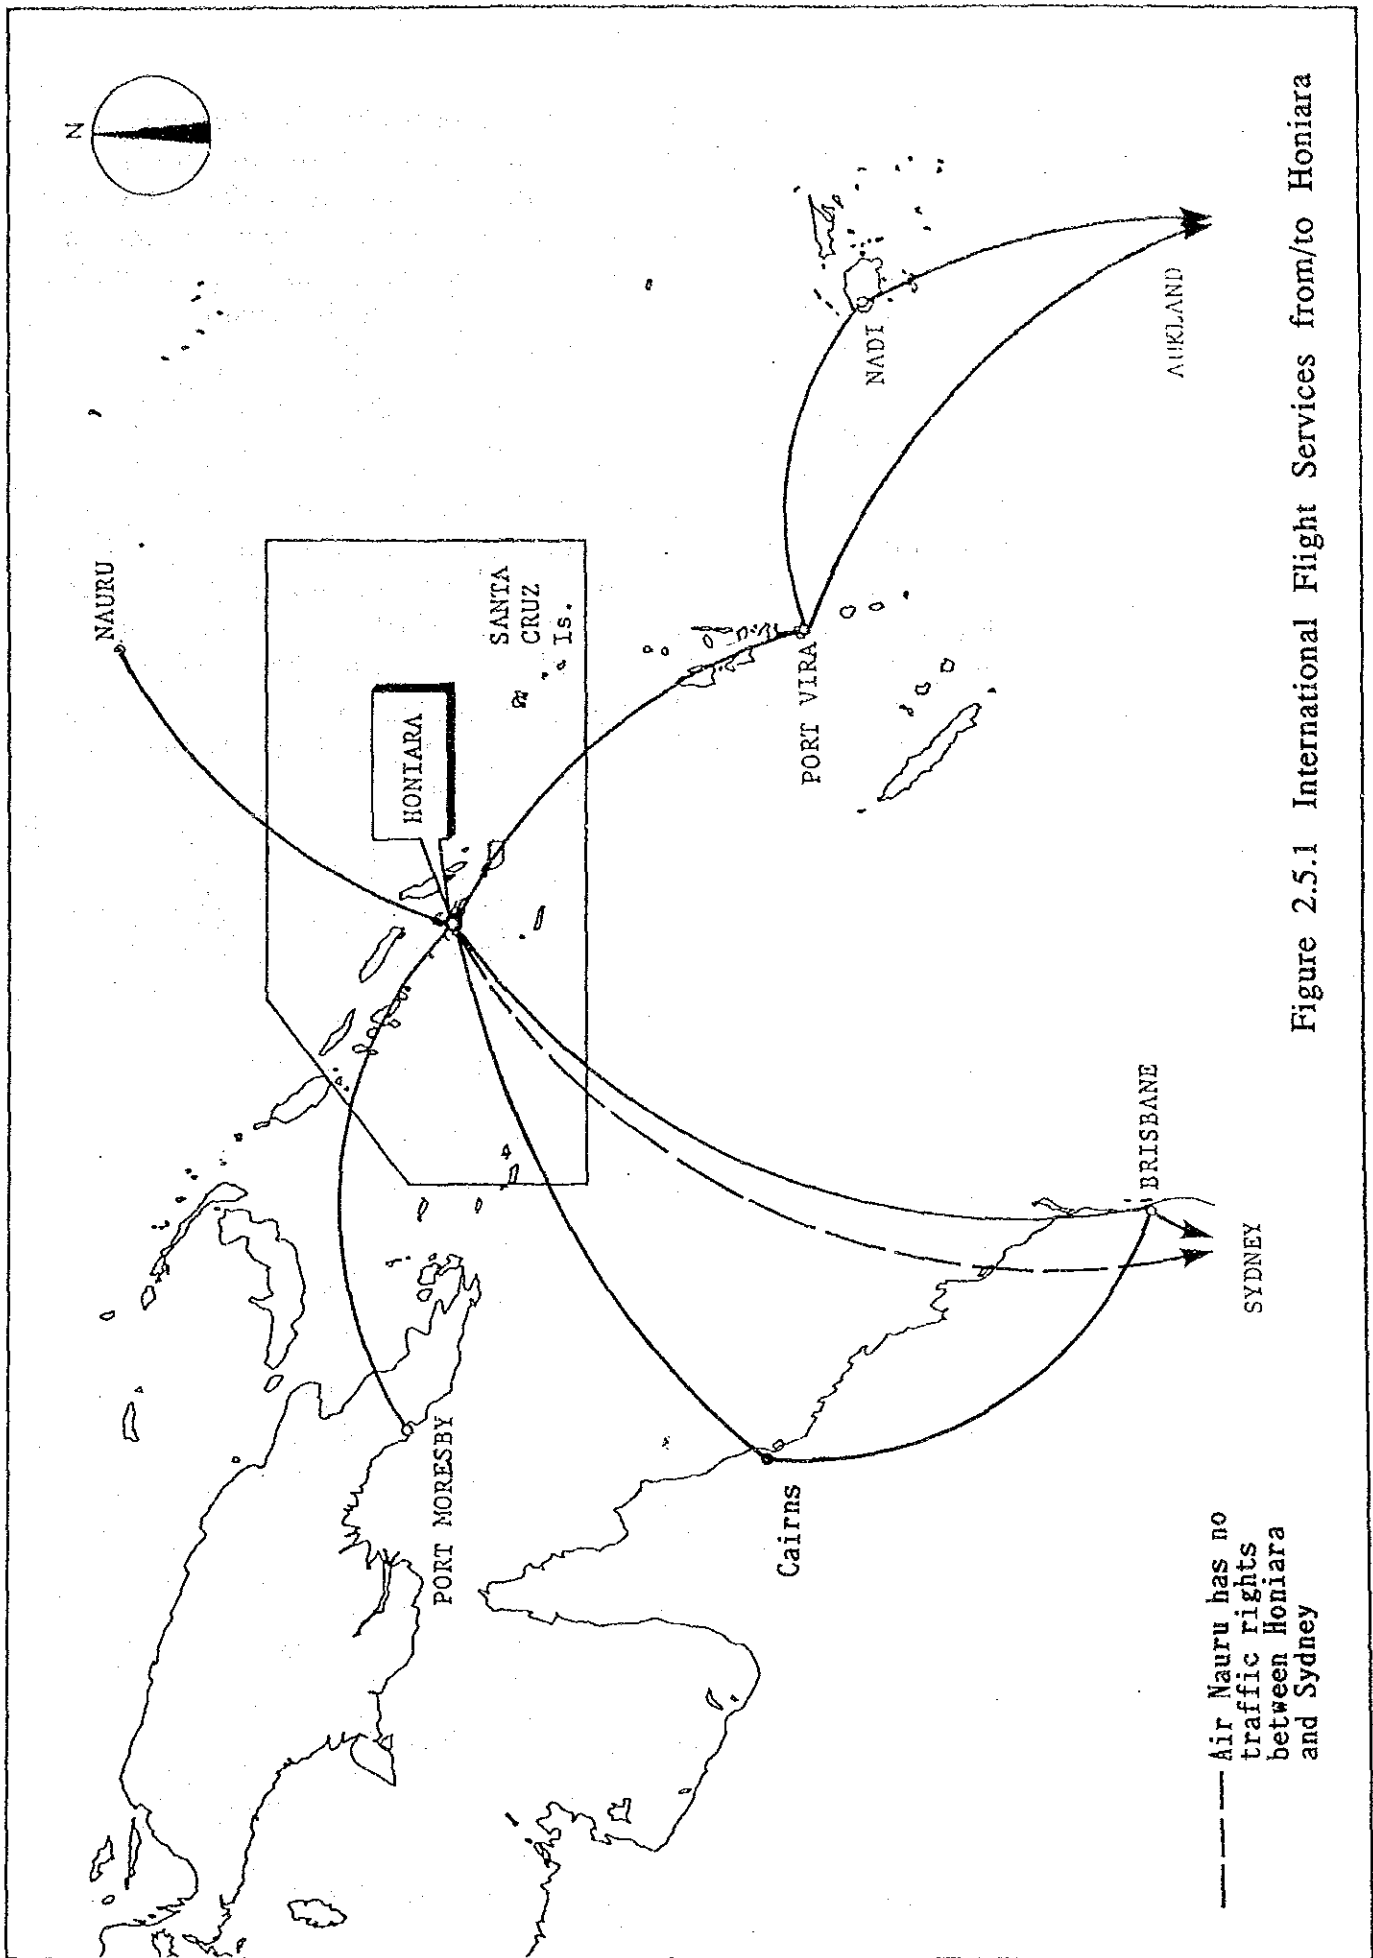 N
NAURU
HONIARA
SANTA
CRUZ
Is.
PORT MORESBY
PORT VIRA
NADI
Cairns
BRISBANE
SYDNEY
AUKLAND
Air Nauru has no
traffic rights
between Honiara
and Sydney
Figure 2.5.1 International Flight Services from/to Honiara